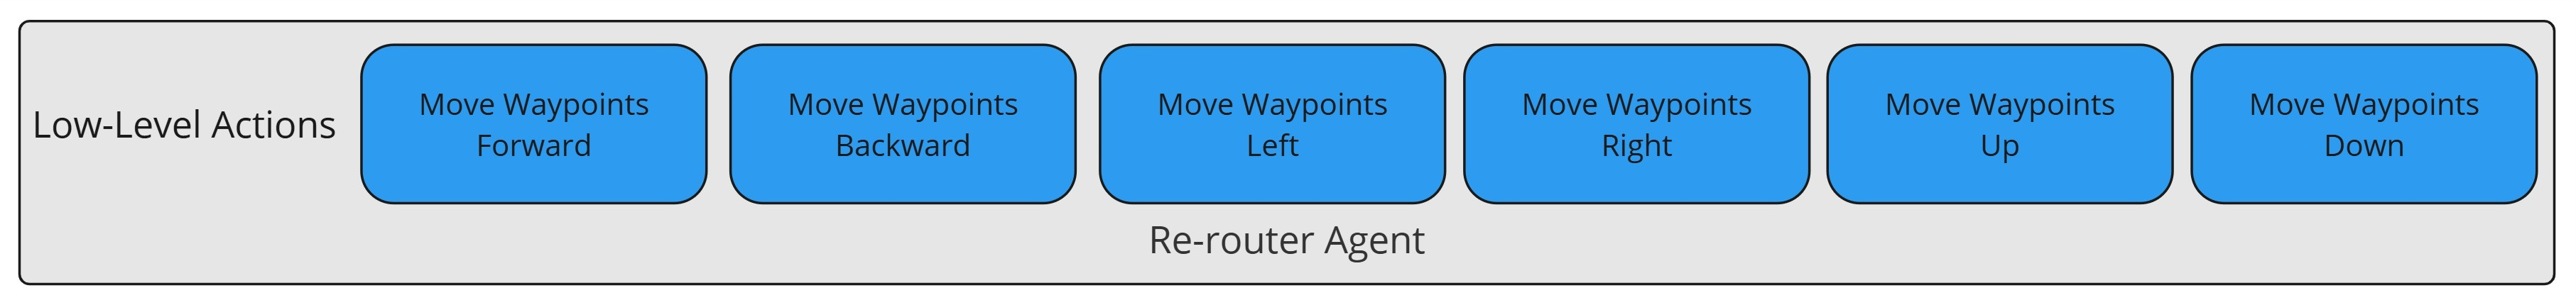 Low-Level Actions
Move Waypoints
Forward
Move Waypoints
Backward
Move Waypoints
Left
Move Waypoints
Right
Move Waypoints
Up
Move Waypoints
Down
Re-router Agent